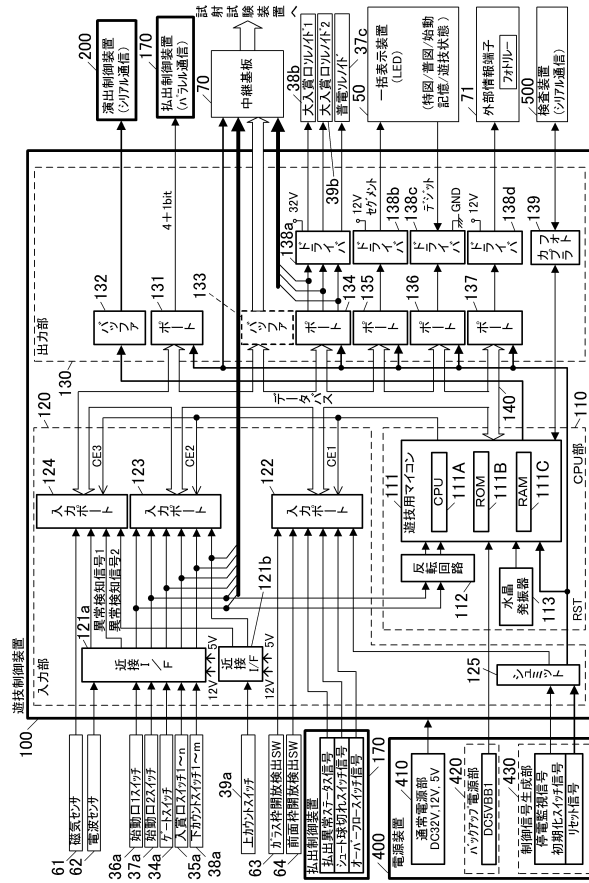 200
演出制御装置
(シリアル通信)
170
払出制御装置
(パラレル通信)
試射試験装置へ
70
中継基板
38b
大入賞口ソレノイド1
大入賞口ソレノイド2
39b
普電ソレノイド
37c
50
一括表示装置
(LED)
(特図/普図/始動
記憶/遊技状態)
71
外部情報端子
フォトリレー
500
検査装置
(シリアル通信)
4+1bit
出力部
130
132
バッファ
131
ポート
133
バッファ
138a
ドライバ
32V
134
ポート
138b
ドライバ
12V
セグメント
135
ポート
138c
ドライバ
デジット
GND
136
ポート
138d
ドライバ
12V
137
ポート
139
フォトカプラ
データバス
140
120
124
入力ポート
CE3
123
入力ポート
CE2
122
入力ポート
CE1
110
CPU部
111
遊技用マイコン
CPU
111A
ROM
111B
RAM
111C
反転回路
112
水晶発振器
113
RST
遊技制御装置
100
入力部
121a
近接I/F
異常検知信号1
異常検知信号2
12V
5V
121b
近接I/F
12V
5V
125
シュミット
61
磁気センサ
62
電波センサ
36a
始動口1スイッチ
37a
始動口2スイッチ
34a
ゲートスイッチ
35a
入賞口スイッチ1~n
38a
下カウントスイッチ1~m
39a
上カウントスイッチ
63
ガラス枠開放検出SW
64
前面枠開放検出SW
170
払出制御装置
払出異常ステータス信号
シュート球切れスイッチ信号
オーバーフロースイッチ信号
400
電源装置
410
通常電源部
DC32V,12V, 5V
420
バックアップ電源部
DC5VBB1
430
制御信号生成部
停電監視信号
初期化スイッチ信号
リセット信号